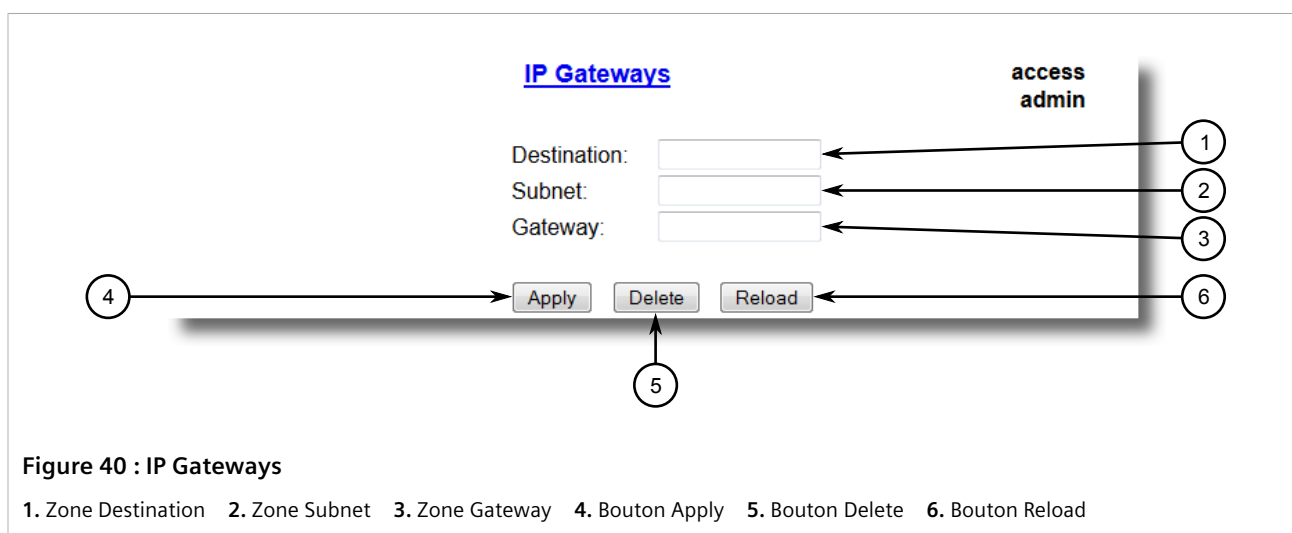 IP Gateways
access
admin
Destination:
1
Subnet:
2
Gateway:
3
4
Apply
Delete
Reload
6
5
Figure 40 : IP Gateways
1. Zone Destination 2. Zone Subnet 3. Zone Gateway 4. Bouton Apply 5. Bouton Delete 6. Bouton Reload